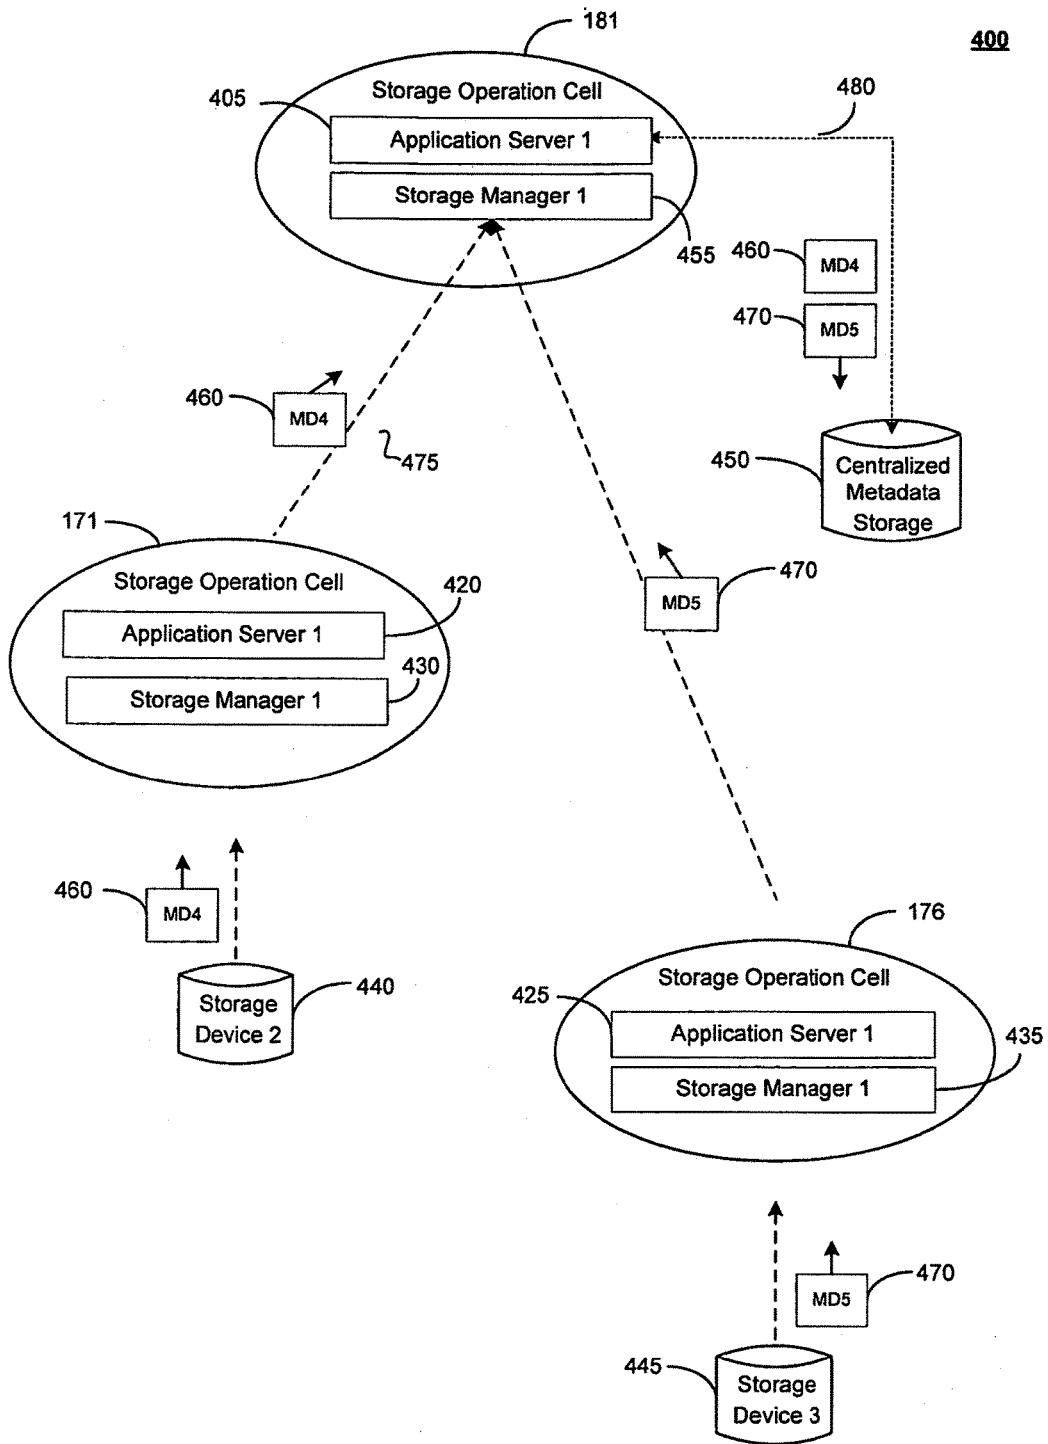 181
400
Storage Operation Cell
405
Application Server 1
480
Storage Manager 1
455
460
MD4
470
MD5
460
MD4
475
450
Centralized
Metadata
Storage
171
Storage Operation Cell
420
470
MD5
Application Server 1
430
Storage Manager 1
460
MD4
176
Storage
Device 2
440
Storage Operation Cell
425
Application Server 1
435
Storage Manager 1
470
MD5
445
Storage
Device 3